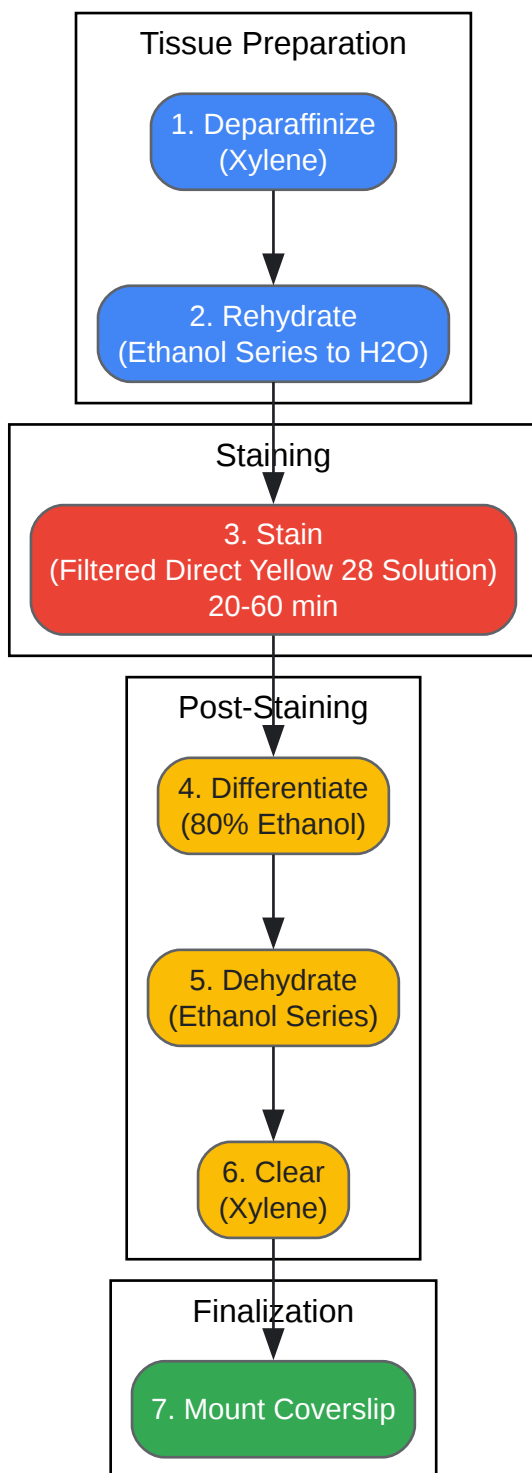 Tissue Preparation
1. Deparaffinize
(Xylene)
2. Rehydrate
(Ethanol Series to H2O)
Staining
3. Stain
(Filtered Direct Yellow 28 Solution)
20-60 min
Post-Staining
4. Differentiate
(80% Ethanol)
5. Dehydrate
(Ethanol Series)
6. Clear
(Xylene)
Finalization
7. Mount Coverslip